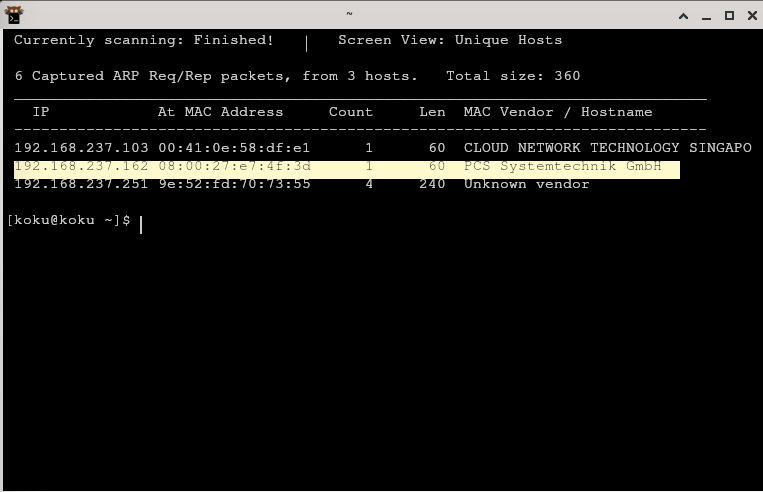 ~
Currently scanning: Finished!   |   Screen View: Unique Hosts
6 Captured ARP Req/Rep packets, from 3 hosts.   Total size: 360
_____________________________________________________________________________
IP            At MAC Address     Count     Len  MAC Vendor / Hostname
-----------------------------------------------------------------------------
192.168.237.103 00:41:0e:58:df:e1      1      60  CLOUD NETWORK TECHNOLOGY SINGAPO
192.168.237.162 08:00:27:e7:4f:3d      1      60  PCS Systemtechnik GmbH
192.168.237.251 9e:52:fd:70:73:55      4     240  Unknown vendor
[koku@koku ~]$